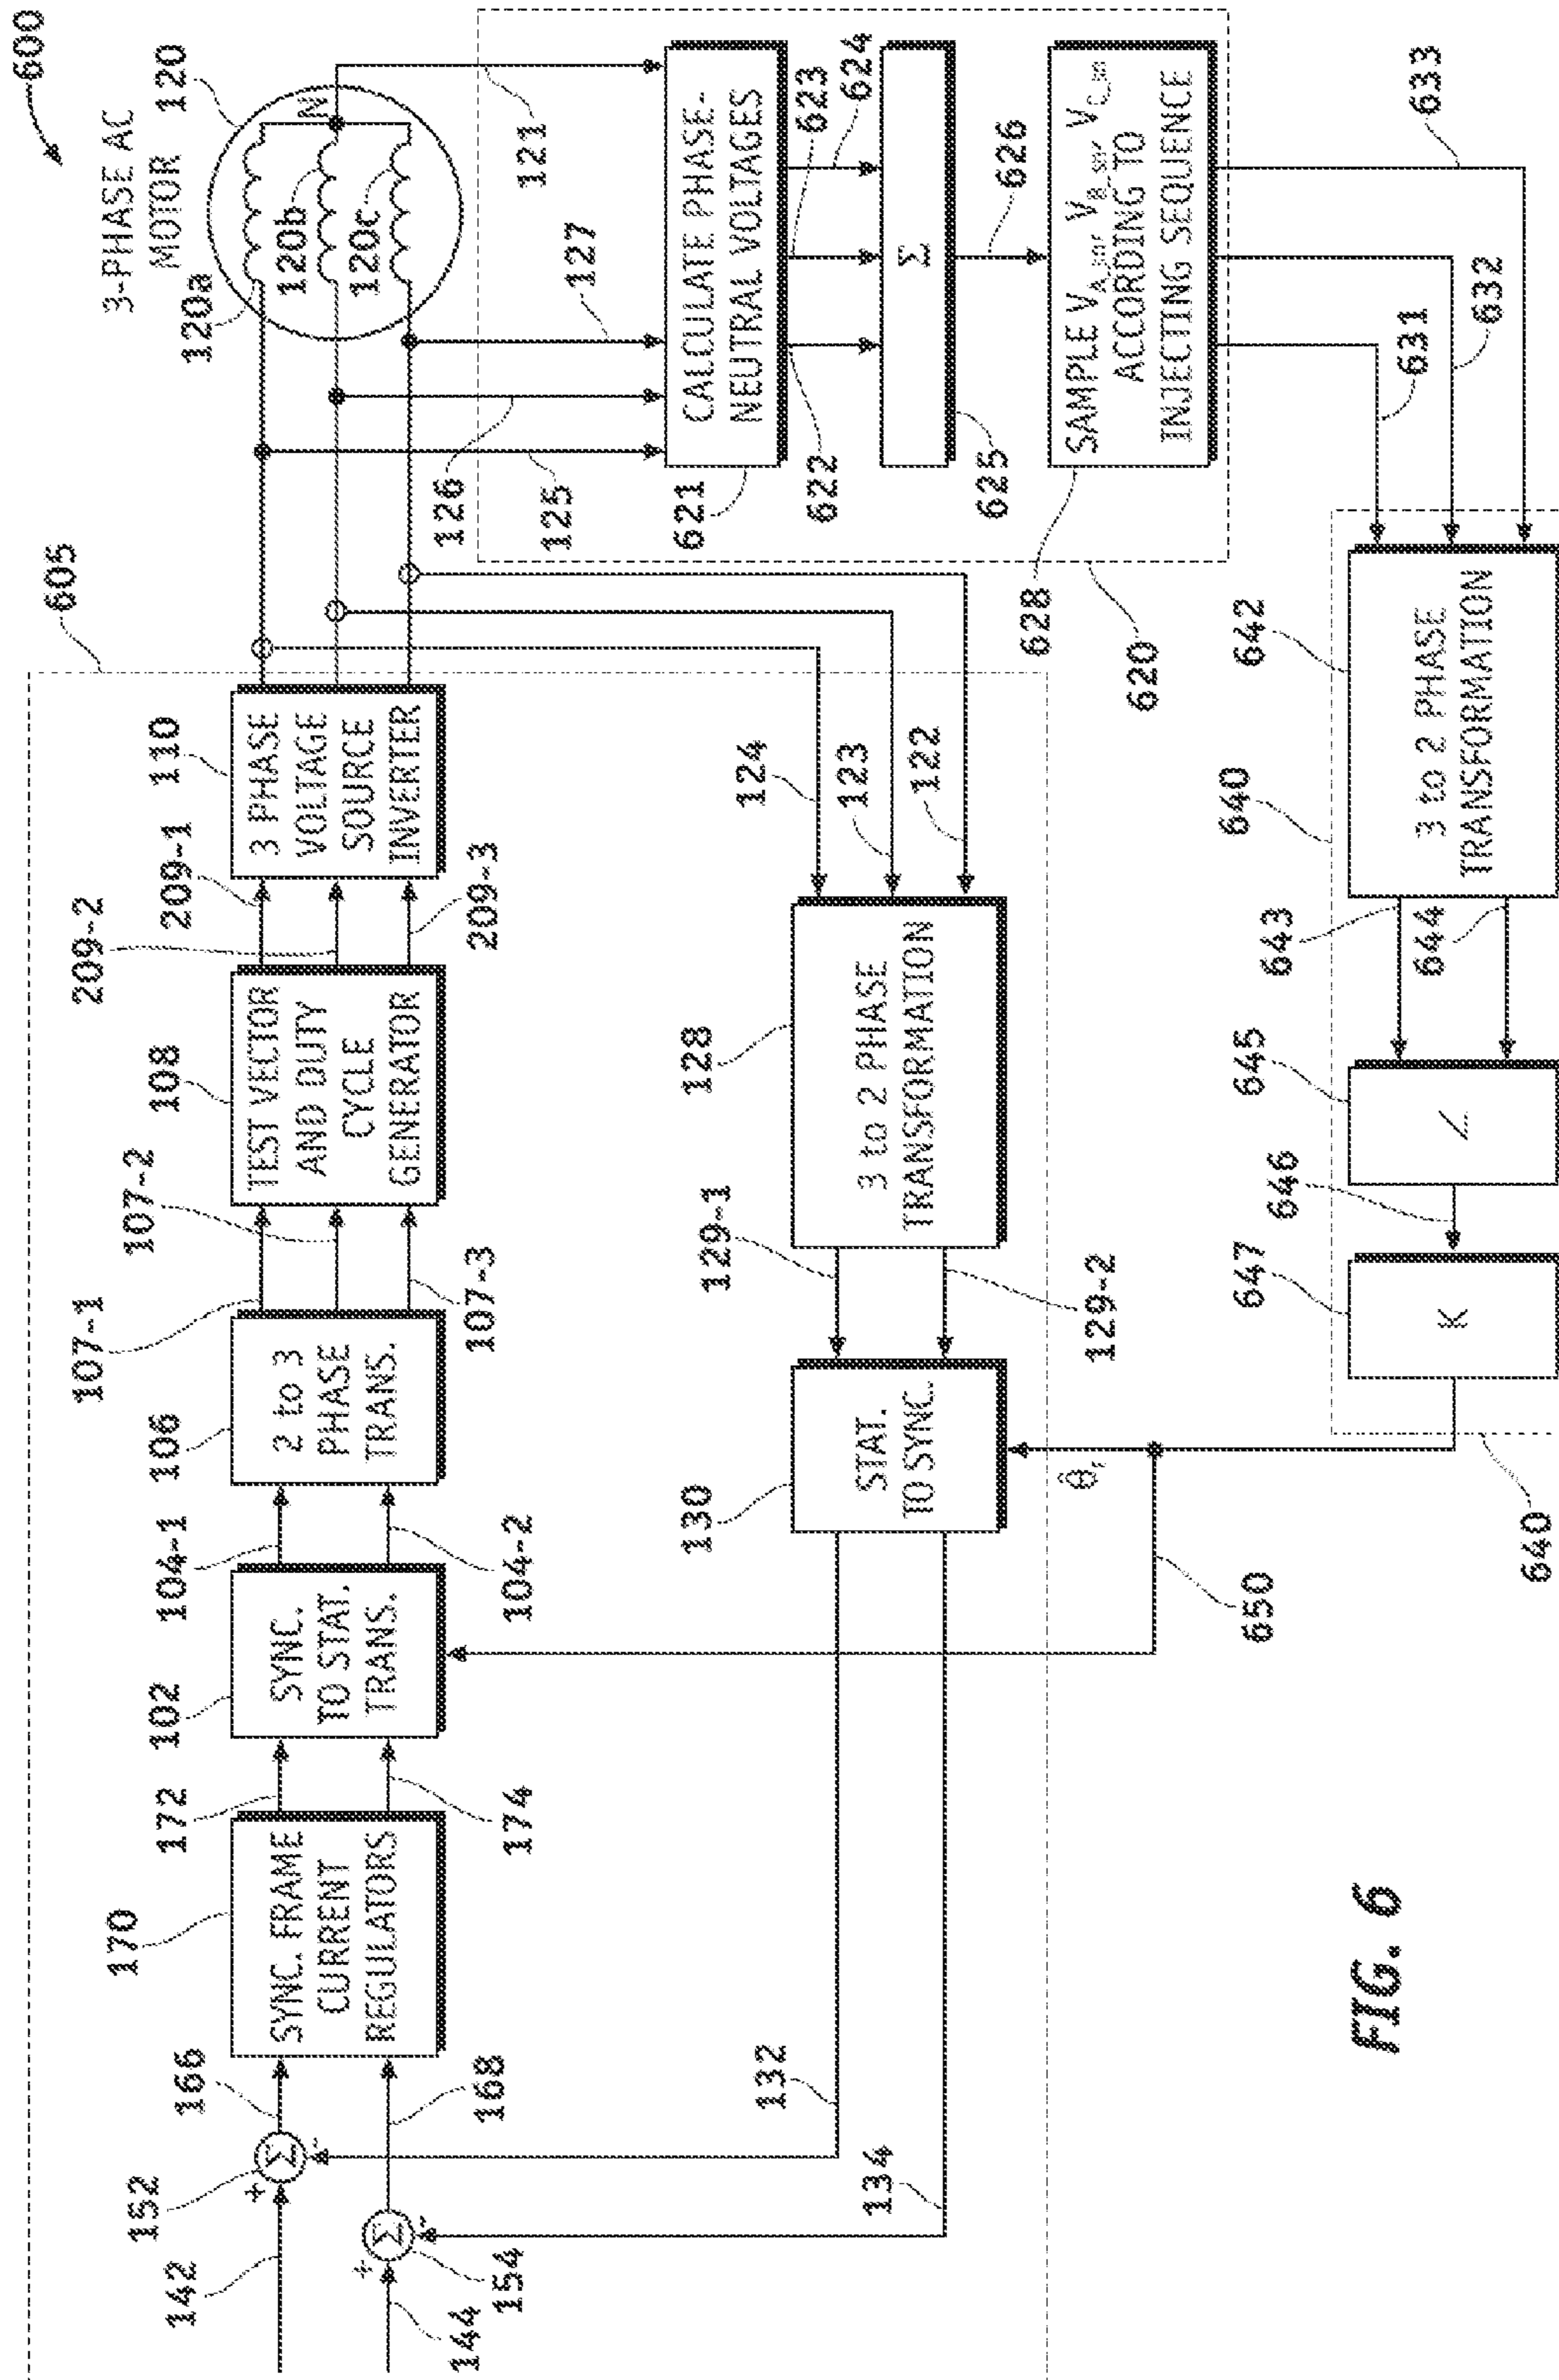 600
3-PHASE AC
MOTOR
120
120a
120b
120c
N
605
170
SYNC. FRAME
CURRENT
REGULATORS
102
SYNC.
TO STAT.
TRANS.
106
2 to 3
PHASE
TRANS.
108
TEST VECTOR
AND DUTY
CYCLE
GENERATOR
110
3 PHASE
VOLTAGE
SOURCE
INVERTER
142
152
+
Σ
-
166
172
104-1
107-1
107-2
209-2
209-1
144
+
Σ
-
154
168
174
104-2
107-3
209-3
126
125
127
121
621
CALCULATE PHASE-
NEUTRAL VOLTAGES
622
623
624
625
Σ
626
628
SAMPLE
ACCORDING TO
INJECTING SEQUENCE
620
631
632
633
124
123
122
128
3 to 2 PHASE
TRANSFORMATION
129-1
129-2
130
STAT.
TO SYNC.
132
134
650
640
642
3 to 2 PHASE
TRANSFORMATION
643
644
645
∠
646
647
K
640
FIG. 6